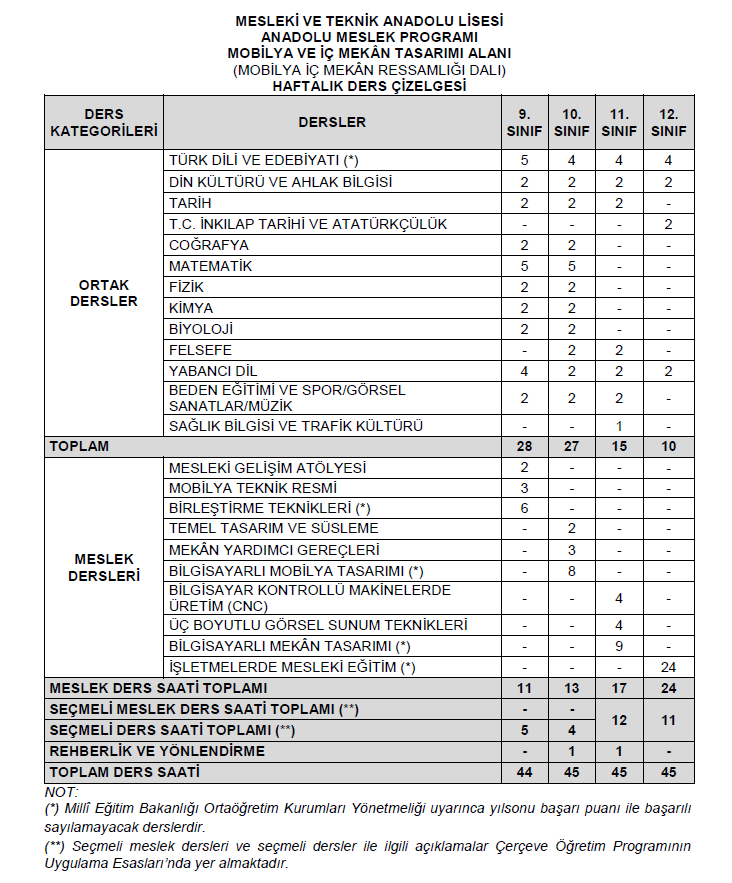 MESLEKİ VE TEKNİK ANADOLU LİSESİ
ANADOLU MESLEK PROGRAMI
MOBİLYA VE İÇ MEKÂN TASARIMI ALANI
(MOBİLYA İÇ MEKÂN RESSAMLIĞI DALI)
HAFTALIK DERS ÇİZELGESİ
DERS KATEGORİLERİ DERSLER 9. SINIF 10. SINIF 11. SINIF 12. SINIF
ORTAK DERSLER
TÜRK DİLİ VE EDEBİYATI (*) 5 4 4 4
DİN KÜLTÜRÜ VE AHLAK BİLGİSİ 2 2 2 2
TARİH 2 2 2 -
T.C. İNKILAP TARİHİ VE ATATÜRKÇÜLÜK - - - 2
COĞRAFYA 2 2 - -
MATEMATİK 5 5 - -
FİZİK 2 2 - -
KİMYA 2 2 - -
BİYOLOJİ 2 2 - -
FELSEFE - 2 2 -
YABANCI DİL 4 2 2 2
BEDEN EĞİTİMİ VE SPOR/GÖRSEL
SANATLAR/MÜZİK 2 2 2 -
SAĞLIK BİLGİSİ VE TRAFİK KÜLTÜRÜ - - 1 -
TOPLAM 28 27 15 10
MESLEK DERSLERİ
MESLEKİ GELİŞİM ATÖLYESİ 2 - - -
MOBİLYA TEKNİK RESMİ 3 - - -
BİRLEŞTİRME TEKNİKLERİ (*) 6 - - -
TEMEL TASARIM VE SÜSLEME - 2 - -
MEKÂN YARDIMCI GEREÇLERİ - 3 - -
BİLGİSAYARLI MOBİLYA TASARIMI (*) - 8 - -
BİLGİSAYAR KONTROLLÜ MAKİNELERDE
ÜRETİM (CNC) - - 4 -
ÜÇ BOYUTLU GÖRSEL SUNUM TEKNİKLERİ - - 4 -
BİLGİSAYARLI MEKÂN TASARIMI (*) - - 9 -
İŞLETMELERDE MESLEKİ EĞİTİM (*) - - - 24
MESLEK DERS SAATİ TOPLAMI 11 13 17 24
SEÇMELİ MESLEK DERS SAATİ TOPLAMI (**) - - 12 11
SEÇMELİ DERS SAATİ TOPLAMI (**) 5 4
REHBERLİK VE YÖNLENDİRME - 1 1 -
TOPLAM DERS SAATİ 44 45 45 45
NOT:
(*) Millî Eğitim Bakanlığı Ortaöğretim Kurumları Yönetmeliği uyarınca yılsonu başarı puanı ile başarılı
sayılamayacak derslerdir.
(**) Seçmeli meslek dersleri ve seçmeli dersler ile ilgili açıklamalar Çerçeve Öğretim Programının
Uygulama Esasları'nda yer almaktadır.